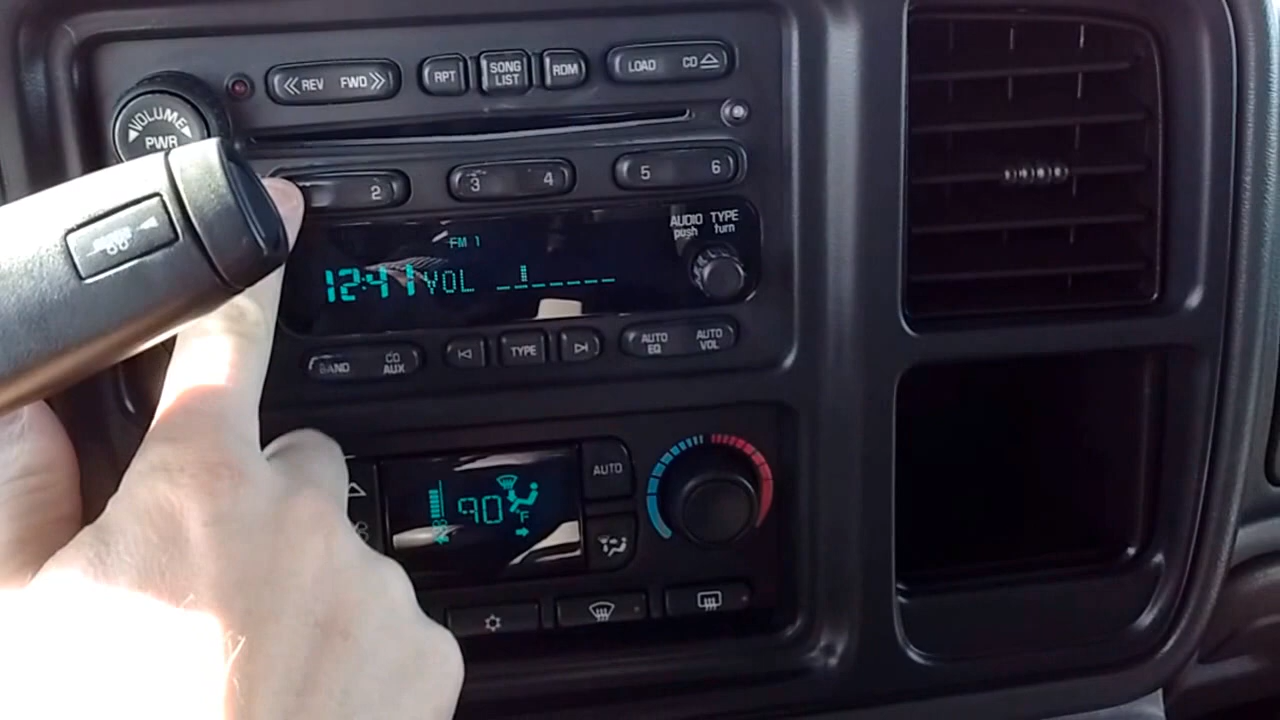 REV FWD
RPT
SONG
LIST
RDM
LOAD CD
VOLUME
PWR
2
3 4
5 6
AUDIO TYPE
push turn
FM 1
12:41 VOL
BAND
CD
AUX
TYPE
AUTO
EQ
AUTO
VOL
AUTO
90 °F